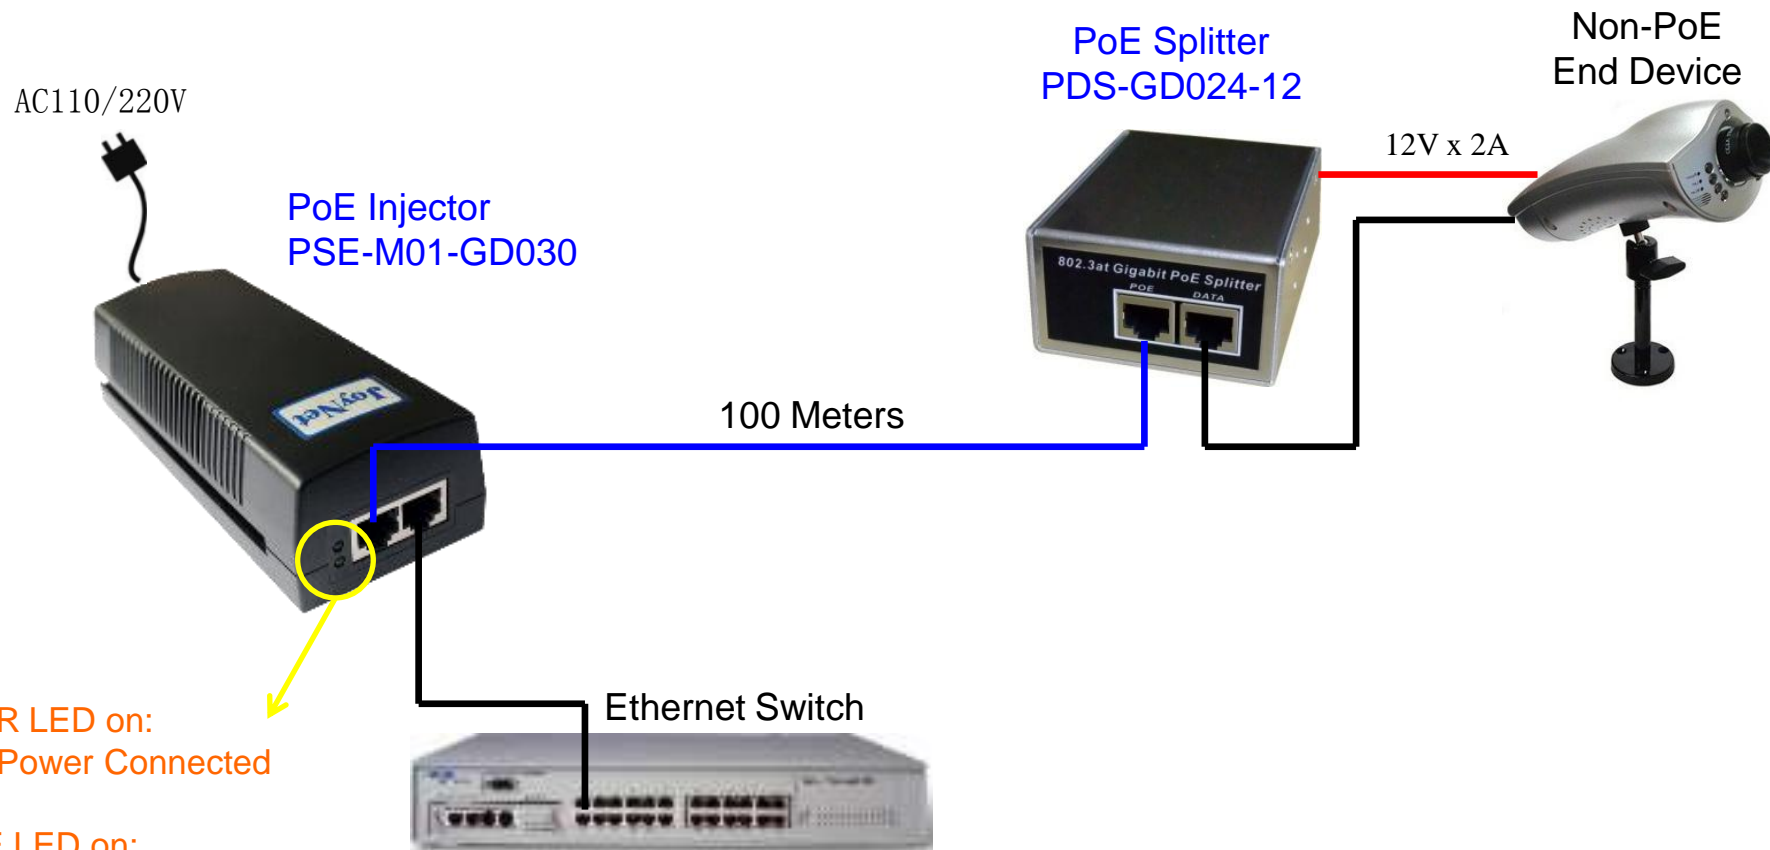 Non-PoE
End Device
PoE Splitter
PDS-GD024-12
AC110/220V
12V x 2A
PoE Injector
PSE-M01-GD030
802.3at Gigabit PoE Splitter
POE DATA
JoyNet
100 Meters
Ethernet Switch
R LED on:
Power Connected
LED on: